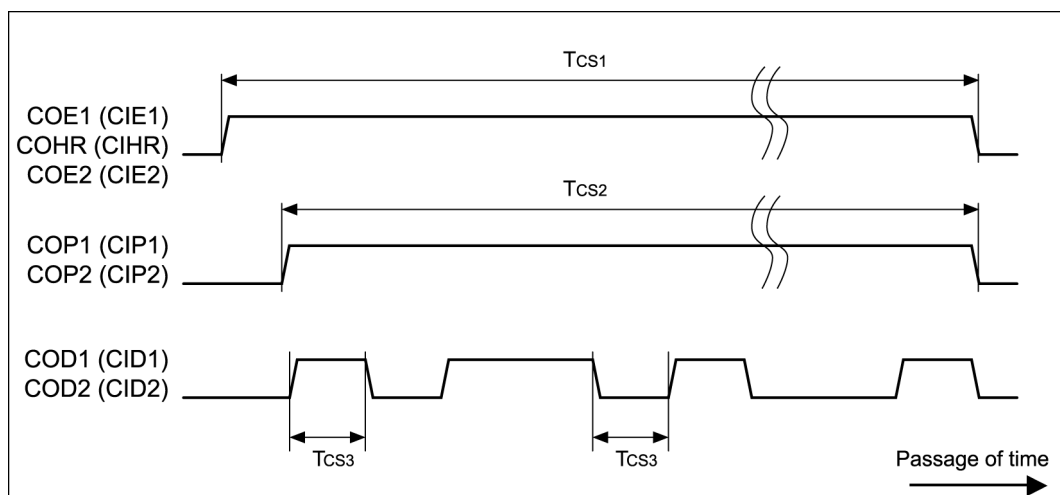 TCS1
COE1 (CIE1)
COHR (CIHR)
COE2 (CIE2)
TCS2
COP1 (CIP1)
COP2 (CIP2)
COD1 (CID1)
COD2 (CID2)
TCS3
TCS3
Passage of time